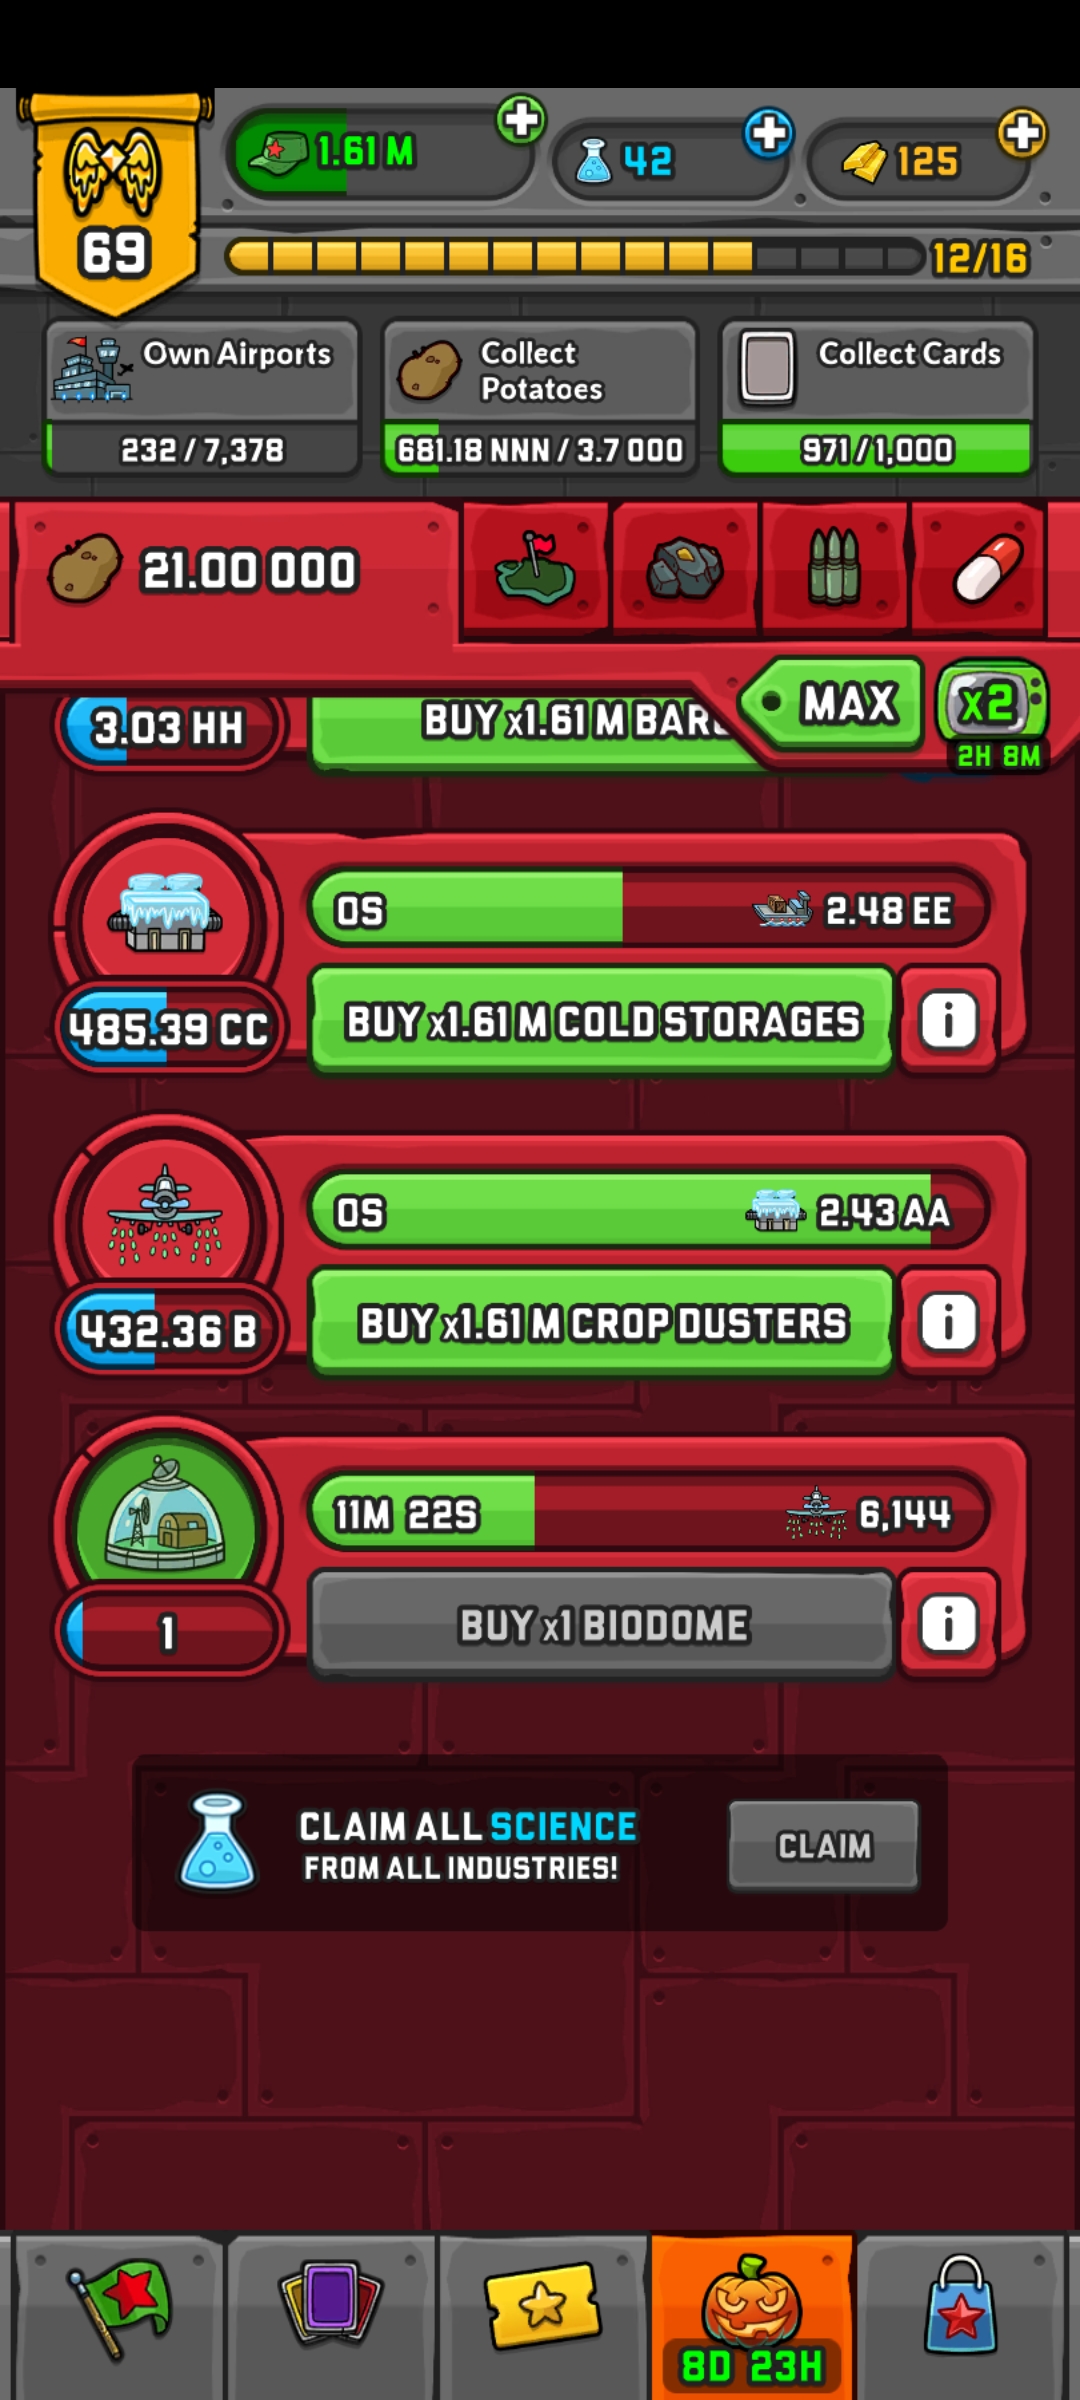 1.61 M
42
125
69
12/16
Own Airports
232 / 7,378
Collect
Potatoes
681.18 NNN / 3.7 OOO
Collect Cards
971 / 1,000
21.00 OOO
MAX
x2
2H 8M
3.03 HH
BUY x1.61 M
0S
2.48 EE
485.39 CC
BUY x1.61 M COLD STORAGES
i
0S
2.43 AA
432.36 B
BUY x1.61 M CROP DUSTERS
i
11M 22S
6,144
1
BUY x1 BIODOME
i
CLAIM ALL SCIENCE
FROM ALL INDUSTRIES!
CLAIM
8D 23H